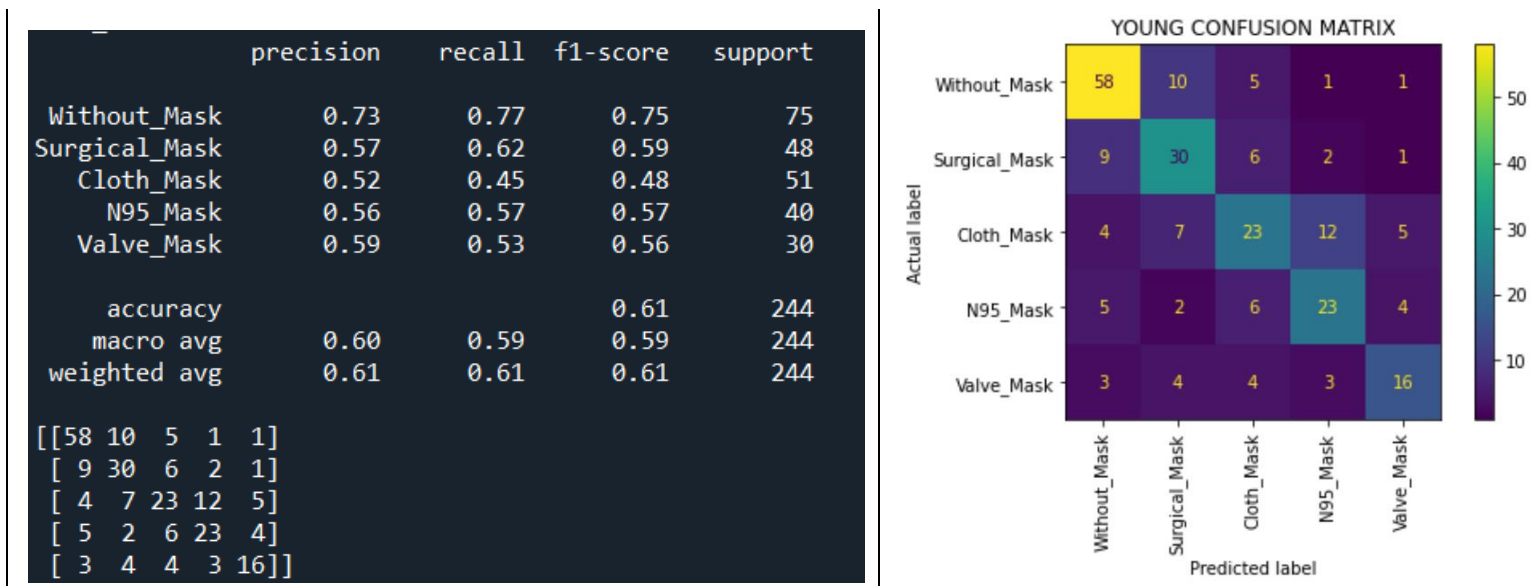 precision recall f1-score support
Without_Mask 0.73 0.77 0.75 75
Surgical_Mask 0.57 0.62 0.59 48
Cloth_Mask 0.52 0.45 0.48 51
N95_Mask 0.56 0.57 0.57 40
Valve_Mask 0.59 0.53 0.56 30
accuracy 0.61 244
macro avg 0.60 0.59 0.59 244
weighted avg 0.61 0.61 0.61 244
[[58 10 5 1 1]
[ 9 30 6 2 1]
[ 4 7 23 12 5]
[ 5 2 6 23 4]
[ 3 4 4 3 16]]
YOUNG CONFUSION MATRIX
Actual label
Without_Mask 58 10 5 1 1
Surgical_Mask 9 30 6 2 1
Cloth_Mask 4 7 23 12 5
N95_Mask 5 2 6 23 4
Valve_Mask 3 4 4 3 16
Without_Mask
Surgical_Mask
Cloth_Mask
N95_Mask
Valve_Mask
Predicted label
50
40
30
20
10